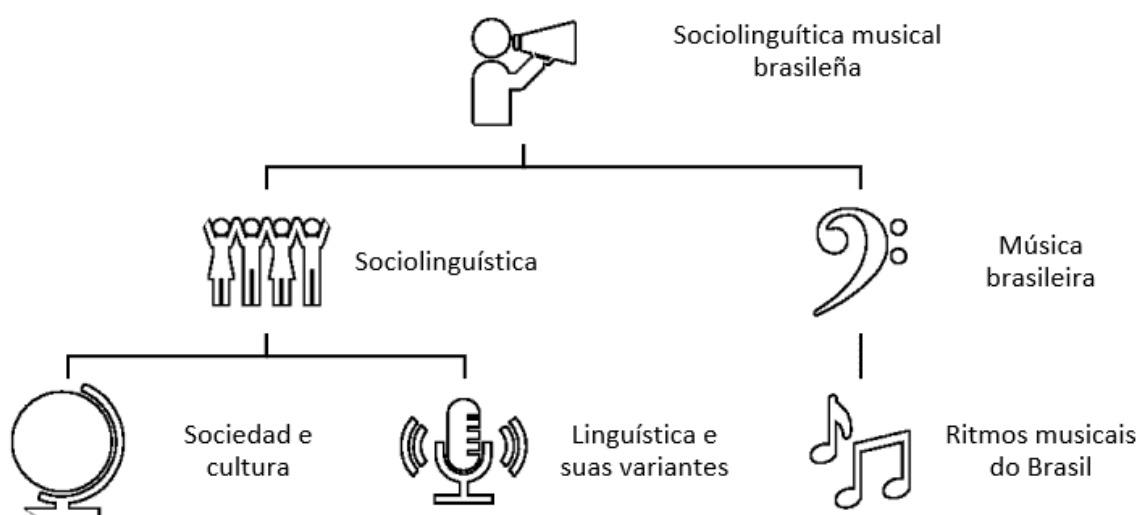 Sociolinguítica musical
brasileña
Sociolinguística
Música
brasileira
Sociedad e
cultura
Linguística e
suas variantes
Ritmos musicais
do Brasil